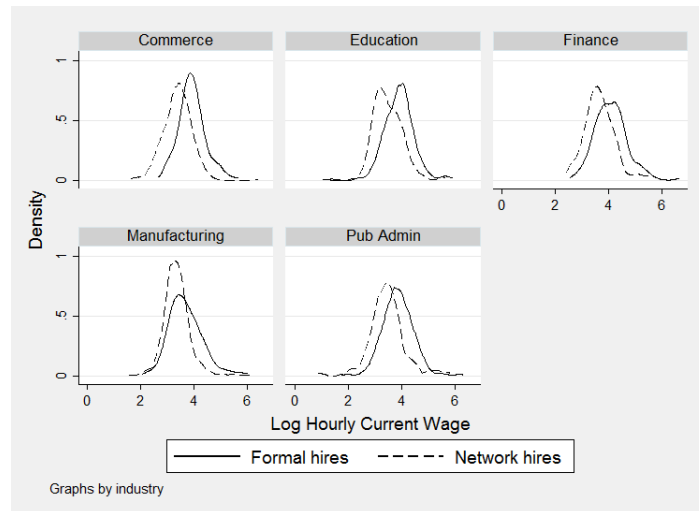 Commerce Education Finance
1
.5
0
0 2 4 6
Manufacturing Pub Admin
1
.5
0
0 2 4 6 0 2 4 6
Density
Log Hourly Current Wage
Formal hires Network hires
Graphs by industry